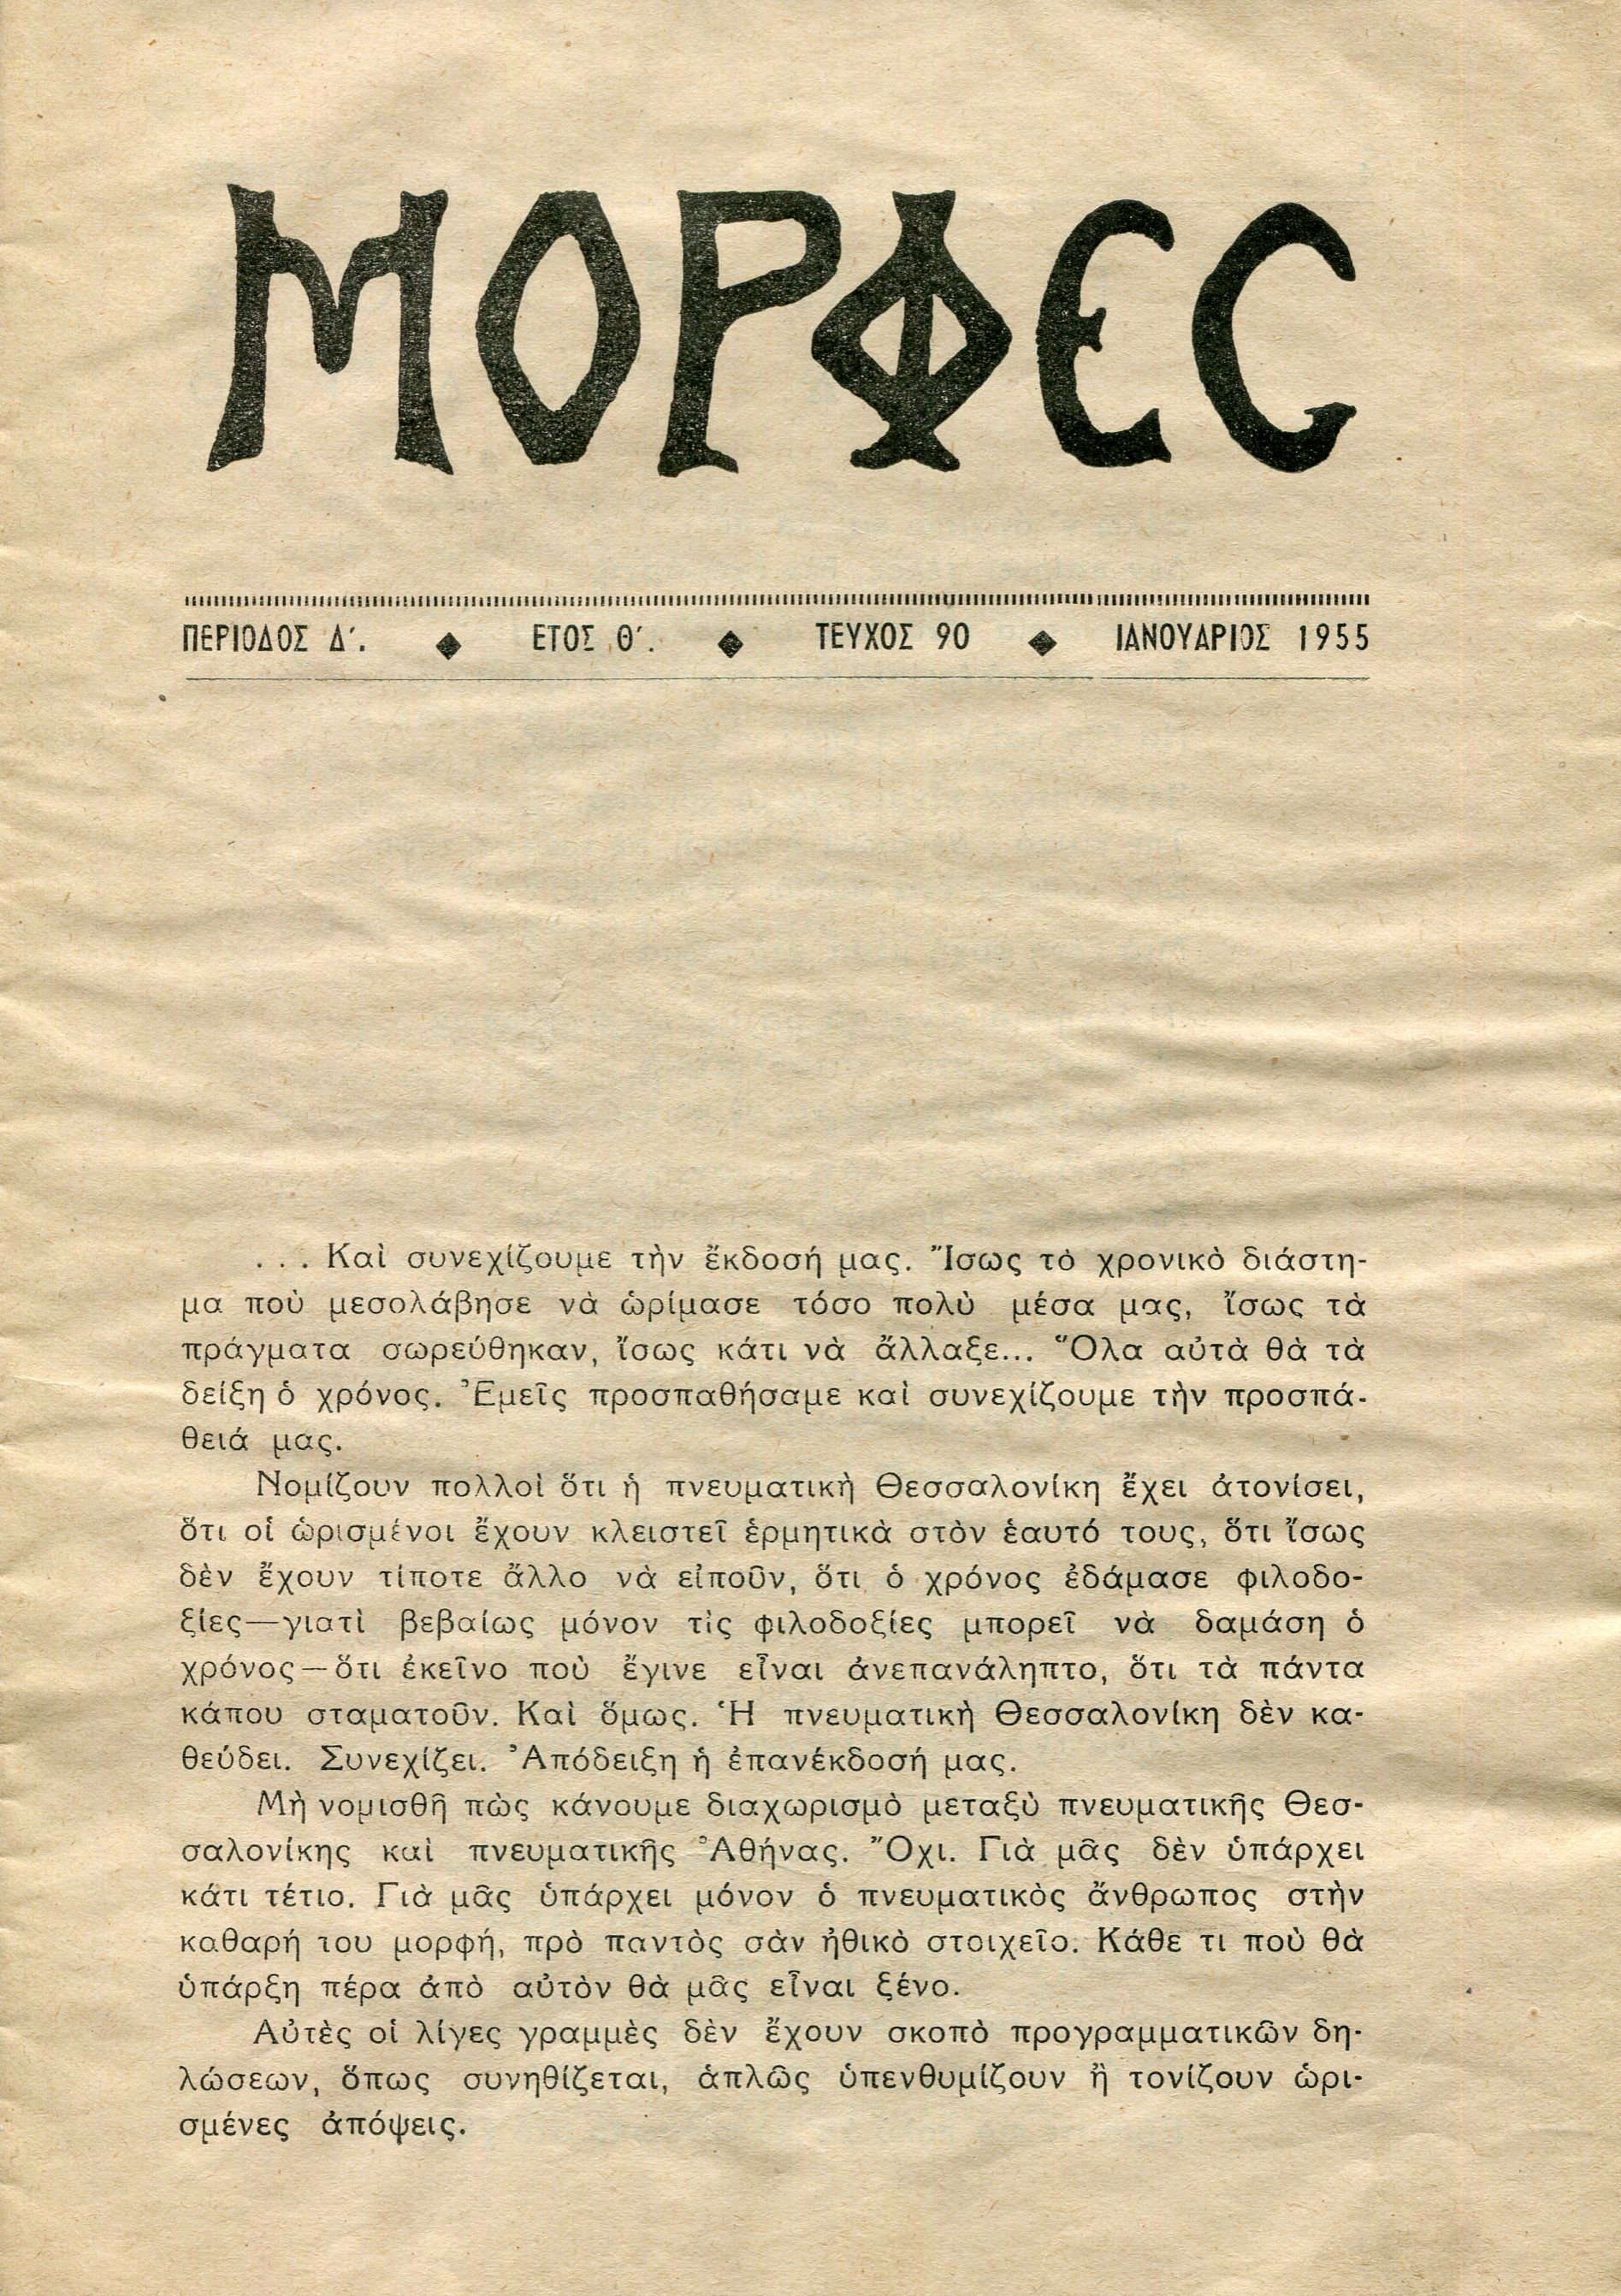 ΜΟΡΦΕС
ΠΕΡΙΟΔΟΣ Δ΄. ◆ ΕΤΟΣ Θ΄. ◆ ΤΕΥΧΟΣ 90 ◆ ΙΑΝΟΥΑΡΙΟΣ 1955
... Καὶ συνεχίζουμε τὴν ἔκδοσή μας. Ἴσως τὸ χρονικὸ διάστη-
μα ποὺ μεσολάβησε νὰ ὡρίμασε τόσο πολὺ μέσα μας, ἴσως τὰ
πράγματα σωρεύθηκαν, ἴσως κάτι νὰ ἄλλαξε... Ὅλα αὐτὰ θὰ τὰ
δείξη ὁ χρόνος. Ἐμεῖς προσπαθήσαμε καὶ συνεχίζουμε τὴν προσπά-
θειά μας.
Νομίζουν πολλοὶ ὅτι ἡ πνευματικὴ Θεσσαλονίκη ἔχει ἀτονίσει,
ὅτι οἱ ὡρισμένοι ἔχουν κλειστεῖ ἑρμητικὰ στὸν ἑαυτό τους, ὅτι ἴσως
δὲν ἔχουν τίποτε ἄλλο νὰ εἰποῦν, ὅτι ὁ χρόνος ἐδάμασε φιλοδο-
ξίες—γιατὶ βεβαίως μόνον τὶς φιλοδοξίες μπορεῖ νὰ δαμάση ὁ
χρόνος—ὅτι ἐκεῖνο ποὺ ἔγινε εἶναι ἀνεπανάληπτο, ὅτι τὰ πάντα
κάπου σταματοῦν. Καὶ ὅμως. Ἡ πνευματικὴ Θεσσαλονίκη δὲν κα-
θεύδει. Συνεχίζει. Ἀπόδειξη ἡ ἐπανέκδοσή μας.
Μὴ νομισθῆ πὼς κάνουμε διαχωρισμὸ μεταξὺ πνευματικῆς Θεσ-
σαλονίκης καὶ πνευματικῆς Ἀθήνας. Ὄχι. Γιὰ μᾶς δὲν ὑπάρχει
κάτι τέτιο. Γιὰ μᾶς ὑπάρχει μόνον ὁ πνευματικὸς ἄνθρωπος στὴν
καθαρή του μορφή, πρὸ παντὸς σὰν ἠθικὸ στοιχεῖο. Κάθε τι ποὺ θὰ
ὑπάρξη πέρα ἀπὸ αὐτὸν θὰ μᾶς εἶναι ξένο.
Αὐτὲς οἱ λίγες γραμμὲς δὲν ἔχουν σκοπὸ προγραμματικῶν δη-
λώσεων, ὅπως συνηθίζεται, ἁπλῶς ὑπενθυμίζουν ἢ τονίζουν ὡρι-
σμένες ἀπόψεις.